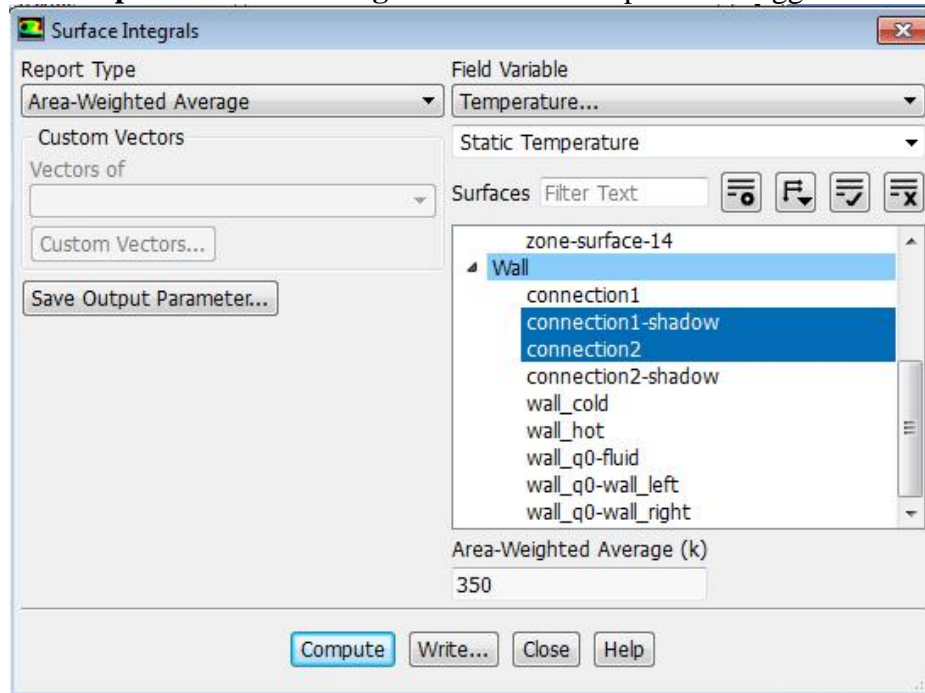 Surface Integrals
Report Type
Area-Weighted Average
Custom Vectors
Vectors of
Custom Vectors...
Save Output Parameter...
Field Variable
Temperature...
Static Temperature
Surfaces Filter Text
zone-surface-14
Wall
connection1
connection1-shadow
connection2
connection2-shadow
wall_cold
wall_hot
wall_q0-fluid
wall_q0-wall_left
wall_q0-wall_right
Area-Weighted Average (k)
350
Compute Write... Close Help